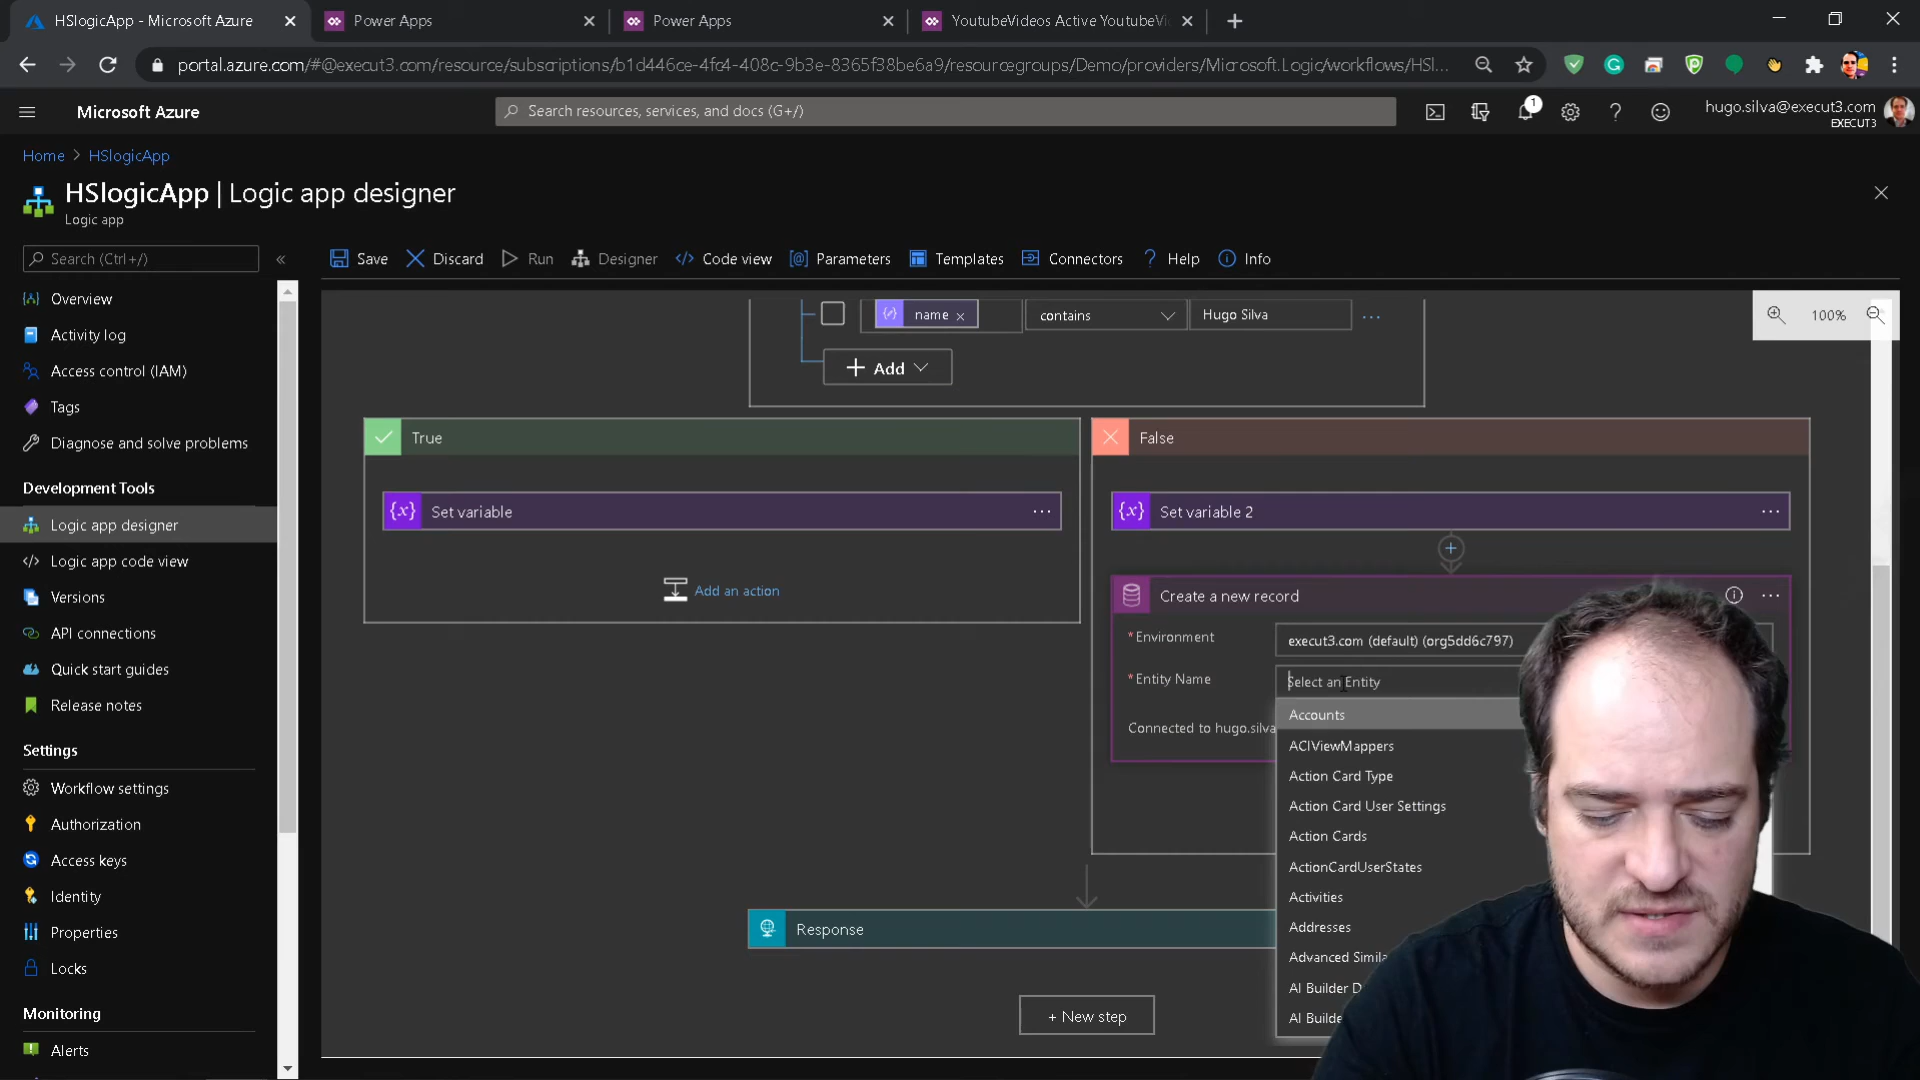 HSlogicApp - Microsoft Azure
Power Apps
Power Apps
YoutubeVideos Active YoutubeVi
portal.azure.com/#@execut3.com/resource/subscriptions/b1d446ce-4fc4-408c-9b3e-8365f38be6a9/resourcegroups/Demo/providers/Microsoft.Logic/workflows/HSl...
Microsoft Azure
Search resources, services, and docs (G+/)
1
hugo.silva@execut3.com
EXECUT3
Home > HSlogicApp
HSlogicApp | Logic app designer
Logic app
Search (Ctrl+/)
«
Save
Discard
Run
Designer
Code view
Parameters
Templates
Connectors
Help
Info
Overview
Activity log
Access control (IAM)
Tags
Diagnose and solve problems
Development Tools
Logic app designer
Logic app code view
Versions
API connections
Quick start guides
Release notes
Settings
Workflow settings
Authorization
Access keys
Identity
Properties
Locks
Monitoring
Alerts
name ×
contains
Hugo Silva
...
100%
+ Add
True
False
{x} Set variable ...
{x} Set variable 2 ...
Add an action
Create a new record ...
* Environment
execut3.com (default) (org5dd6c797)
* Entity Name
Select an Entity
Connected to hugo.silva
Accounts
ACIViewMappers
Action Card Type
Action Card User Settings
Action Cards
ActionCardUserStates
Activities
Addresses
Advanced Simila
AI Builder D
AI Builde
Response
+ New step